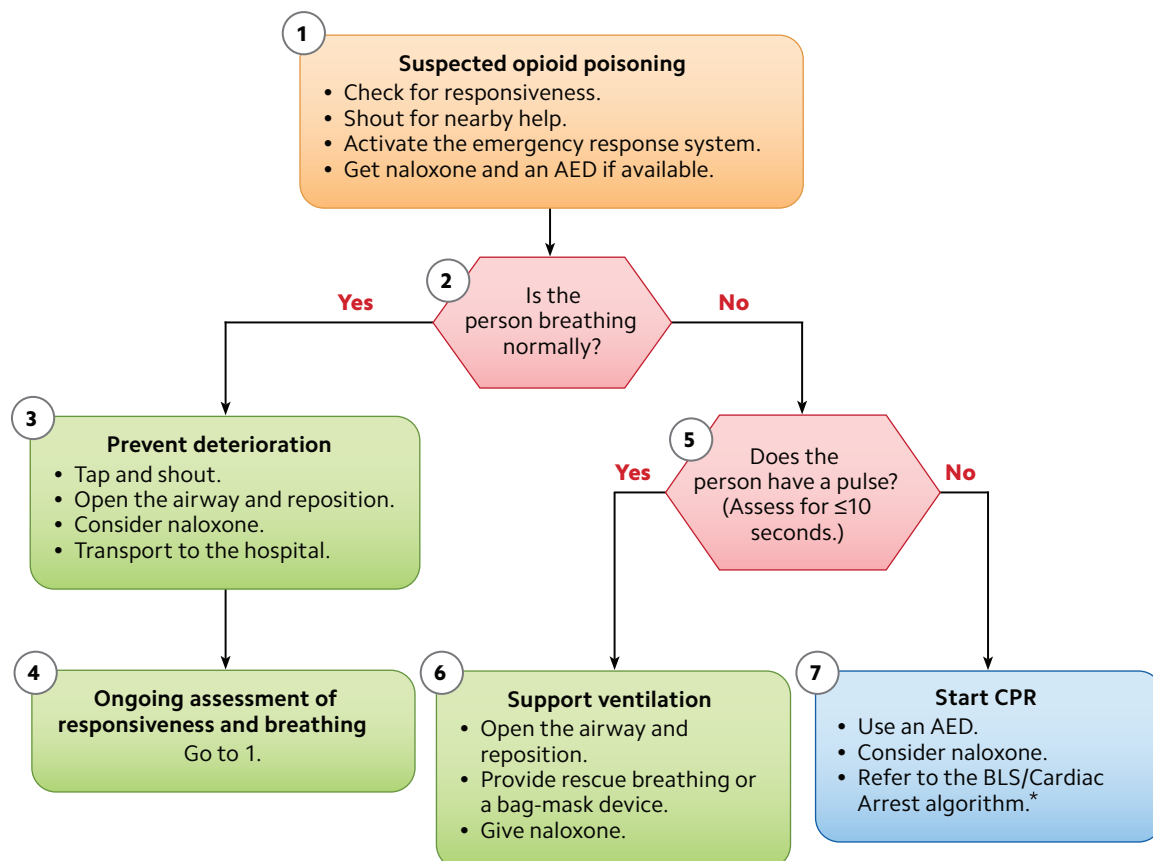 1
Suspected opioid poisoning
• Check for responsiveness.
• Shout for nearby help.
• Activate the emergency response system.
• Get naloxone and an AED if available.
2
Is the
person breathing
normally?
Yes
No
3
Prevent deterioration
• Tap and shout.
• Open the airway and reposition.
• Consider naloxone.
• Transport to the hospital.
4
Ongoing assessment of
responsiveness and breathing
Go to 1.
5
Does the
person have a pulse?
(Assess for ≤10
seconds.)
Yes
No
6
Support ventilation
• Open the airway and
reposition.
• Provide rescue breathing or
a bag-mask device.
• Give naloxone.
7
Start CPR
• Use an AED.
• Consider naloxone.
• Refer to the BLS/Cardiac
Arrest algorithm.*